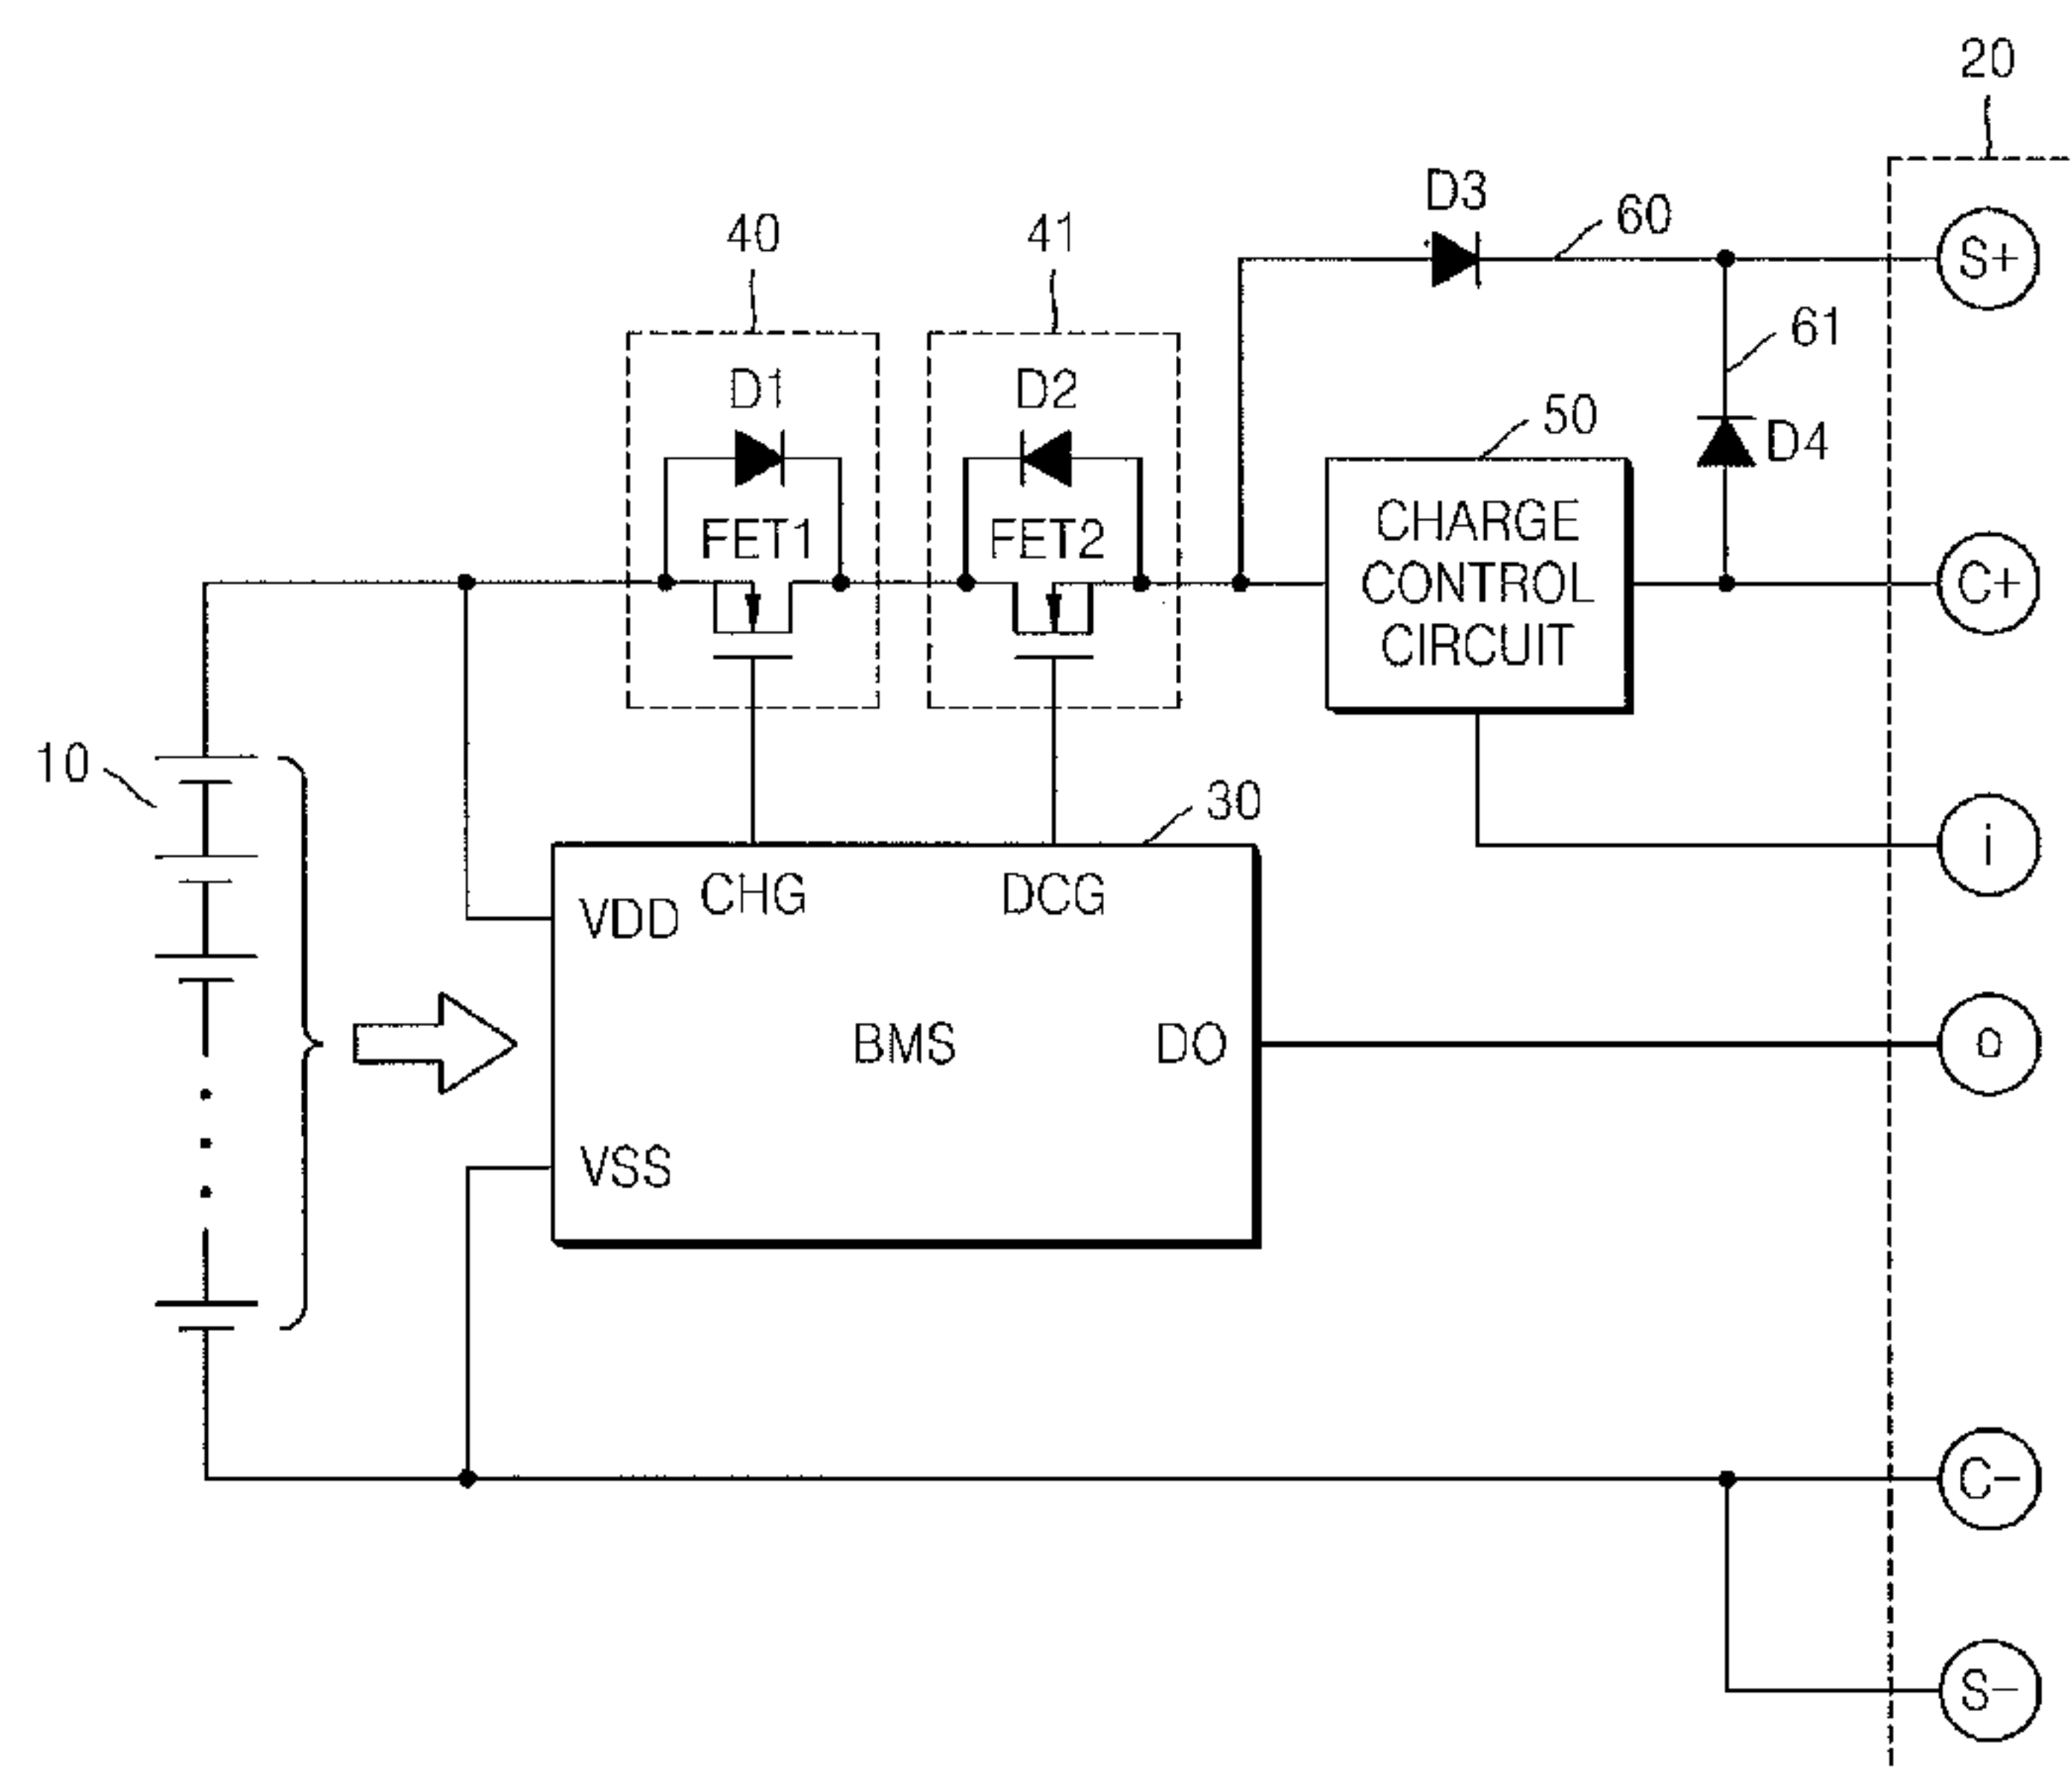 20
D3
60
S+
40
41
61
D1
D2
50
D4
FET1
FET2
CHARGE
CONTROL
CIRCUIT
C+
10
30
i
VDD
CHG
DCG
BMS
DO
o
VSS
C-
S-